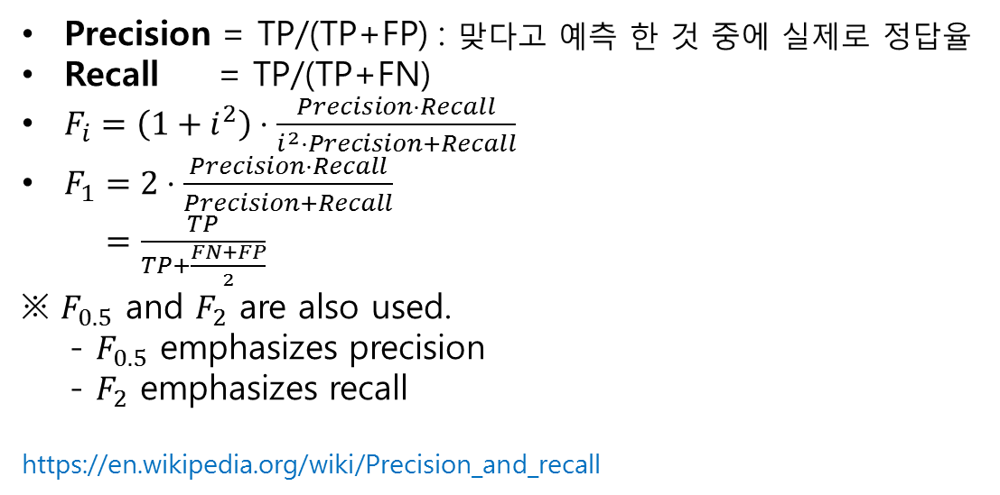 • Precision = TP/(TP+FP) : 맞다고 예측 한 것 중에 실제로 정답율
• Recall = TP/(TP+FN)
• $F_i = (1 + i^2) \cdot \frac{Precision \cdot Recall}{i^2 \cdot Precision + Recall}$
• $F_1 = 2 \cdot \frac{Precision \cdot Recall}{Precision + Recall}$
$= \frac{TP}{TP + \frac{FN + FP}{2}}$
※ $F_{0.5}$ and $F_2$ are also used.
- $F_{0.5}$ emphasizes precision
- $F_2$ emphasizes recall
https://en.wikipedia.org/wiki/Precision_and_recall